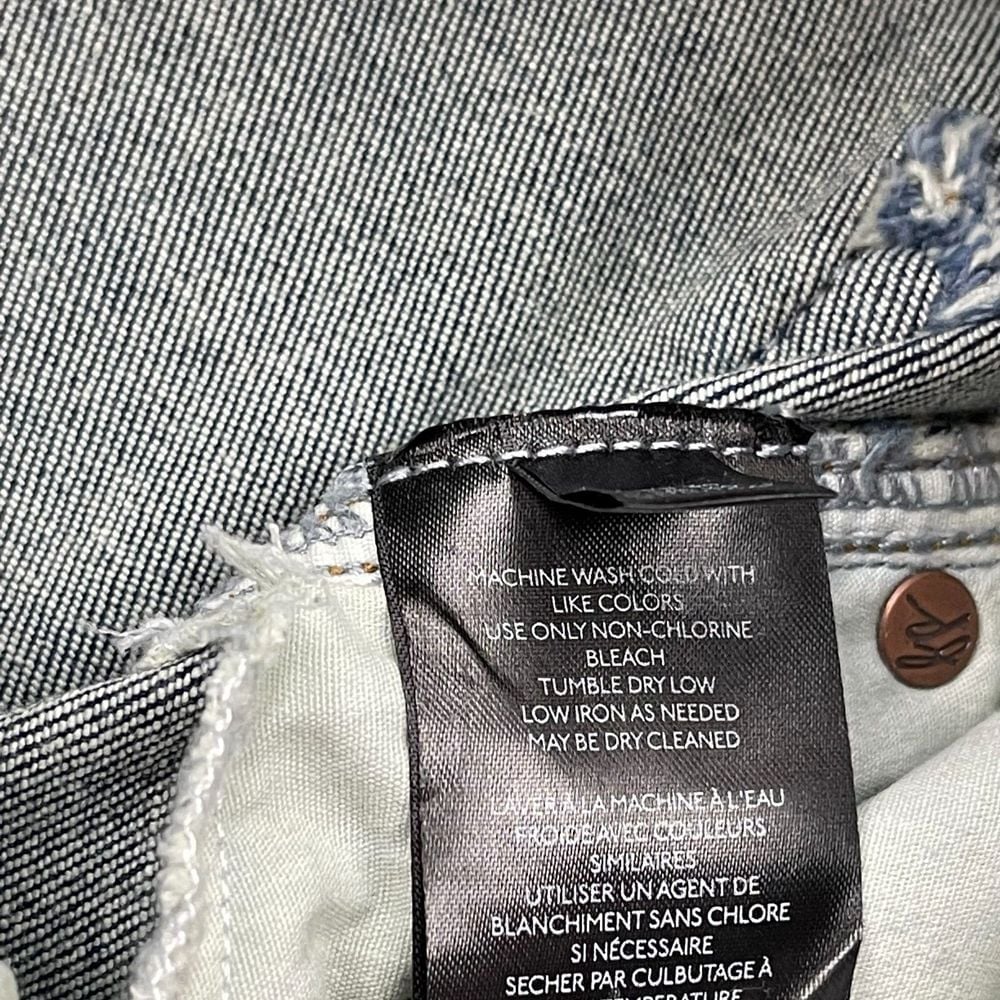 MACHINE WASH COLD WITH
LIKE COLORS
USE ONLY NON-CHLORINE
BLEACH
TUMBLE DRY LOW
LOW IRON AS NEEDED
MAY BE DRY CLEANED
LAVER À LA MACHINE À L'EAU
FROIDE AVEC COULEURS
SIMILAIRES
UTILISER UN AGENT DE
BLANCHIMENT SANS CHLORE
SI NÉCESSAIRE
SECHER PAR CULBUTAGE À
TEMPERATURE